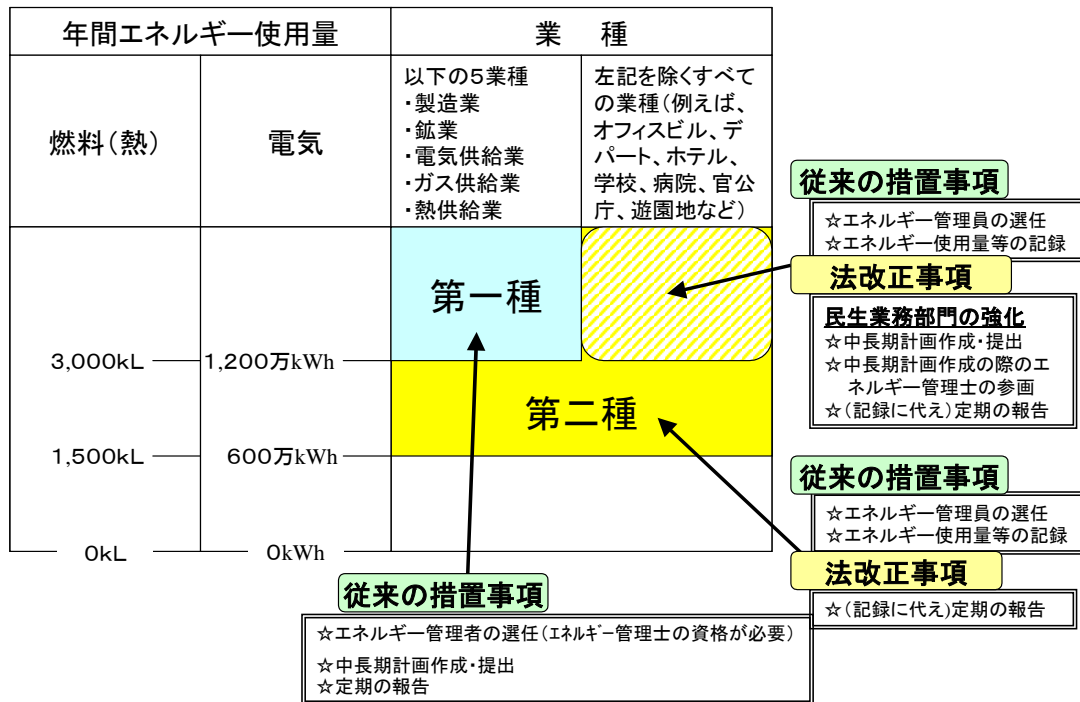 年間エネルギー使用量
業　種
燃料(熱)
電気
以下の5業種
・製造業
・鉱業
・電気供給業
・ガス供給業
・熱供給業
左記を除くすべて
の業種(例えば、
オフィスビル、デ
パート、ホテル、
学校、病院、官公
庁、遊園地など)
従来の措置事項
☆エネルギー管理員の選任
☆エネルギー使用量等の記録
法改正事項
民生業務部門の強化
☆中長期計画作成・提出
☆中長期計画作成の際のエ
ネルギー管理士の参画
☆(記録に代え)定期の報告
第一種
3,000kL
1,200万kWh
第二種
1,500kL
600万kWh
従来の措置事項
☆エネルギー管理員の選任
☆エネルギー使用量等の記録
法改正事項
☆(記録に代え)定期の報告
0kL
0kWh
従来の措置事項
☆エネルギー管理者の選任(ｴﾈﾙｷﾞｰ管理士の資格が必要)
☆中長期計画作成・提出
☆定期の報告